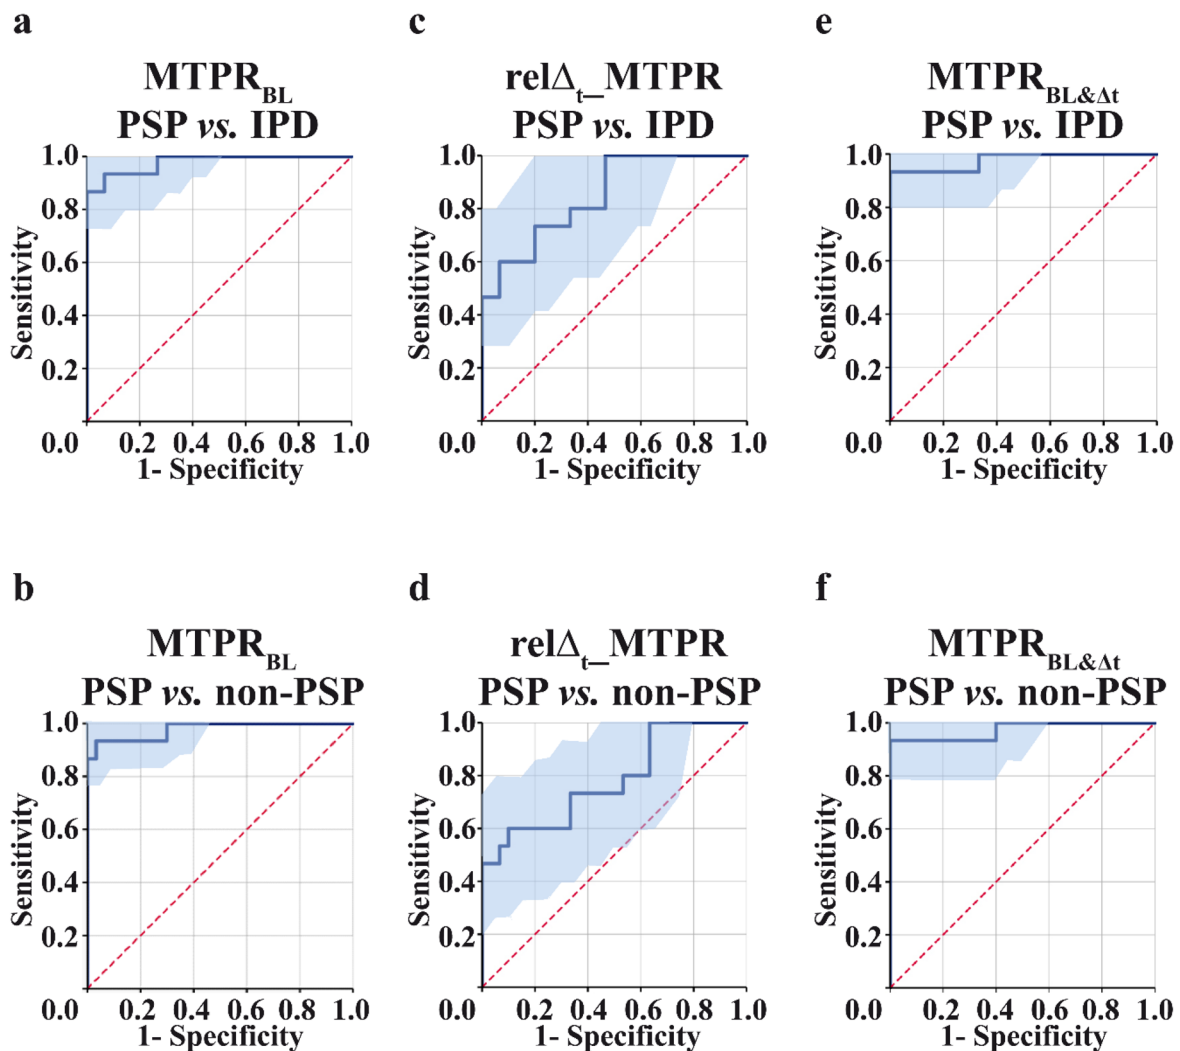 a
MTPR_BL
PSP vs. IPD
1.0
0.8
0.6
0.4
0.2
0.0
Sensitivity
0.2 0.4 0.6 0.8 1.0
1- Specificity
c
relΔ_t_MTPR
PSP vs. IPD
1.0
0.8
0.6
0.4
0.2
0.0
Sensitivity
0.2 0.4 0.6 0.8 1.0
1- Specificity
e
MTPR_BL&Δt
PSP vs. IPD
1.0
0.8
0.6
0.4
0.2
0.0
Sensitivity
0.2 0.4 0.6 0.8 1.0
1- Specificity
b
MTPR_BL
PSP vs. non-PSP
1.0
0.8
0.6
0.4
0.2
0.0
Sensitivity
0.2 0.4 0.6 0.8 1.0
1- Specificity
d
relΔ_t_MTPR
PSP vs. non-PSP
1.0
0.8
0.6
0.4
0.2
0.0
Sensitivity
0.2 0.4 0.6 0.8 1.0
1- Specificity
f
MTPR_BL&Δt
PSP vs. non-PSP
1.0
0.8
0.6
0.4
0.2
0.0
Sensitivity
0.2 0.4 0.6 0.8 1.0
1- Specificity